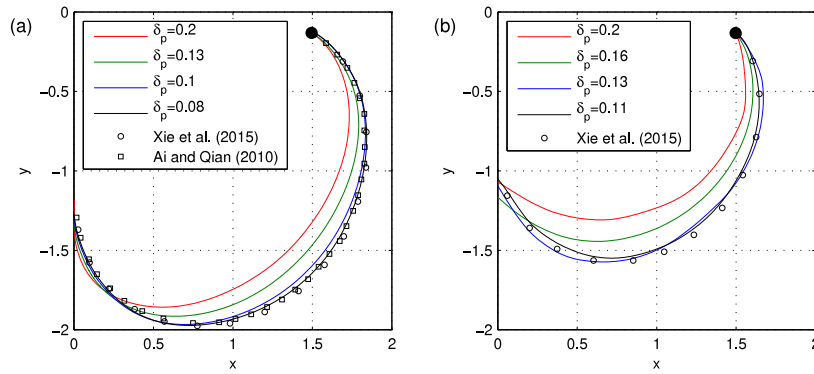 (a)
δp=0.2
δp=0.13
δp=0.1
δp=0.08
Xie et al. (2015)
Ai and Qian (2010)
0
−0.5
−1
−1.5
−2
y
0
0.5
1
1.5
2
x
(b)
δp=0.2
δp=0.16
δp=0.13
δp=0.11
Xie et al. (2015)
0
−0.5
−1
−1.5
−2
y
0
0.5
1
1.5
2
x